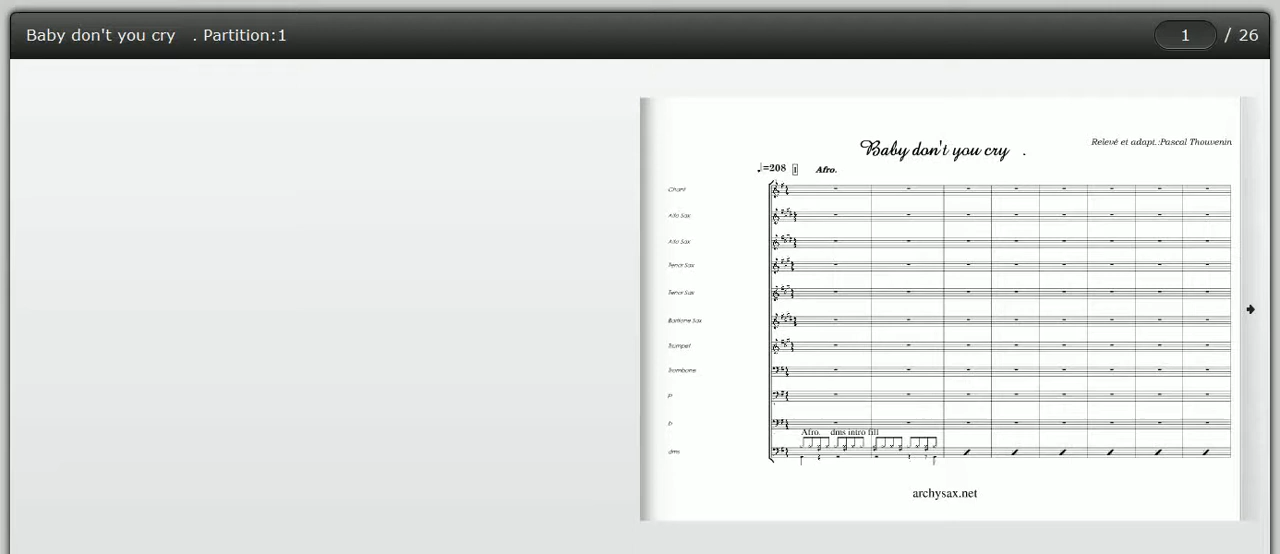 Baby don't you cry . Partition:1
1 / 26
Baby don't you cry .
Relevé et adapt.:Pascal Thouvenin
♩=208 1 Afro.
Chant
Alto Sax
Alto Sax
Tenor Sax
Tenor Sax
Baritone Sax
Trumpet
Trombone
p
b
Afro. dms intro fill
dms
archysax.net